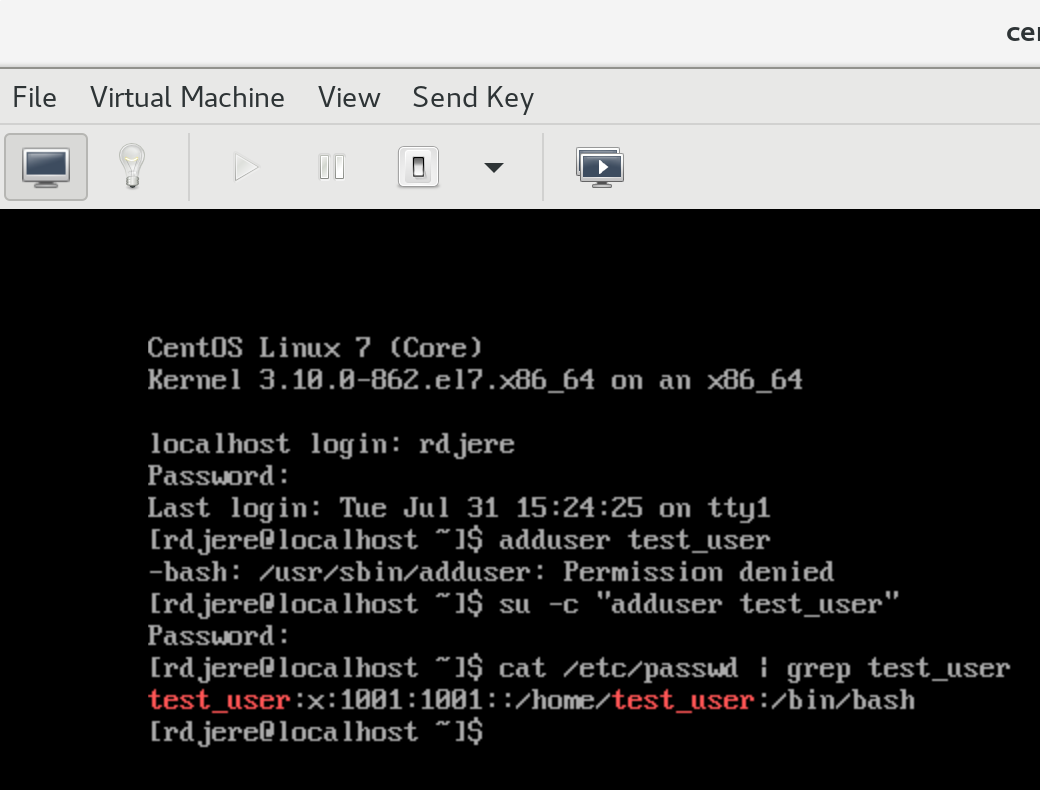 File Virtual Machine View Send Key
CentOS Linux 7 (Core)
Kernel 3.10.0-862.el7.x86_64 on an x86_64
localhost login: rdjere
Password:
Last login: Tue Jul 31 15:24:25 on tty1
[rdjere@localhost ~]$ adduser test_user
-bash: /usr/sbin/adduser: Permission denied
[rdjere@localhost ~]$ su -c "adduser test_user"
Password:
[rdjere@localhost ~]$ cat /etc/passwd | grep test_user
test_user:x:1001:1001::/home/test_user:/bin/bash
[rdjere@localhost ~]$